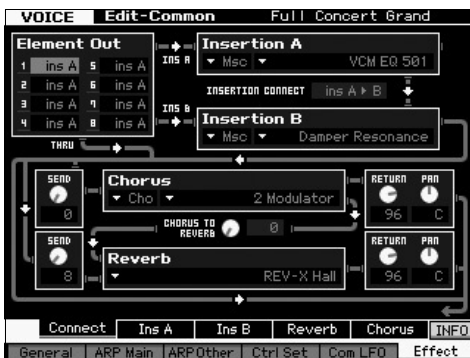 VOICE Edit-Common Full Concert Grand
Element Out
1 ins A 5 ins A
2 ins A 6 ins A
3 ins A 7 ins A
4 ins A 8 ins A
THRU
INS A
INS B
Insertion A
Msc VCM EQ 501
INSERTION CONNECT ins A ▸ B
Insertion B
Msc Damper Resonance
SEND
0
Chorus
Cho 2 Modulator
RETURN PAN
96 C
CHORUS TO
REVERB 0
SEND
8
Reverb
REV-X Hall
RETURN PAN
96 C
Connect Ins A Ins B Reverb Chorus INFO
General ARP Main ARP Other Ctrl Set Com LFO Effect